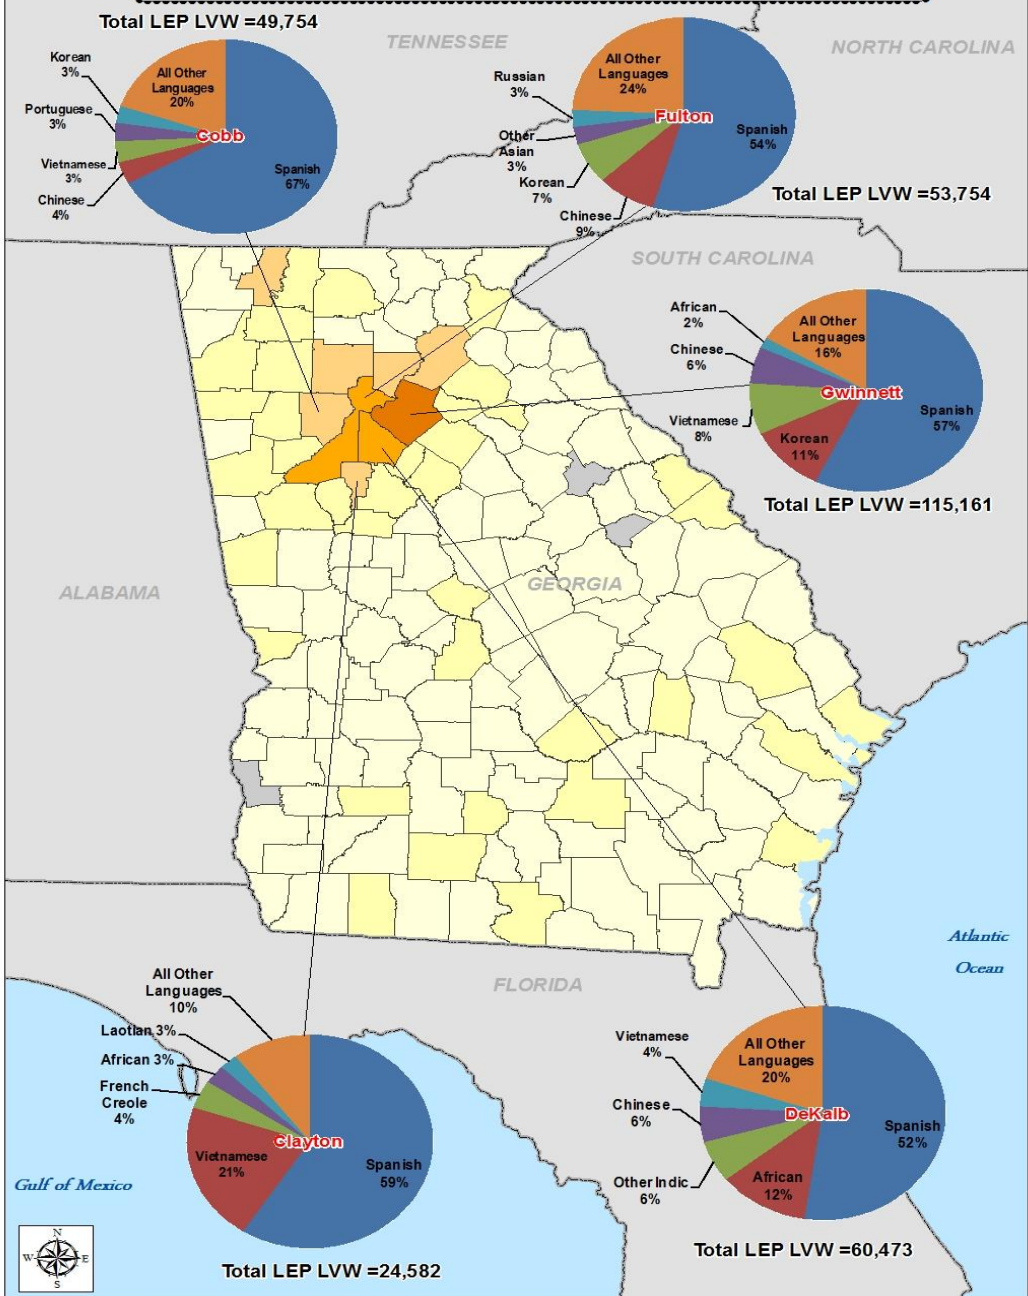 Total LEP LVW =49,754
Korean
3%
All Other
Languages
20%
Portuguese
3%
Cobb
Vietnamese
3%
Spanish
67%
Chinese
4%
TENNESSEE
NORTH CAROLINA
Russian
3%
All Other
Languages
24%
Fulton
Other
Asian
3%
Spanish
54%
Korean
7%
Chinese
9%
Total LEP LVW =53,754
SOUTH CAROLINA
African
2%
All Other
Languages
16%
Chinese
6%
Gwinnett
Vietnamese
8%
Spanish
57%
Korean
11%
Total LEP LVW =115,161
ALABAMA
GEORGIA
Atlantic
Ocean
FLORIDA
All Other
Languages
10%
Laotian 3%
African 3%
French
Creole
4%
Clayton
Vietnamese
21%
Spanish
59%
Gulf of Mexico
Total LEP LVW =24,582
N
W
E
S
Vietnamese
4%
All Other
Languages
20%
Chinese
6%
DeKalb
Spanish
52%
Other Indic
6%
African
12%
Total LEP LVW =60,473